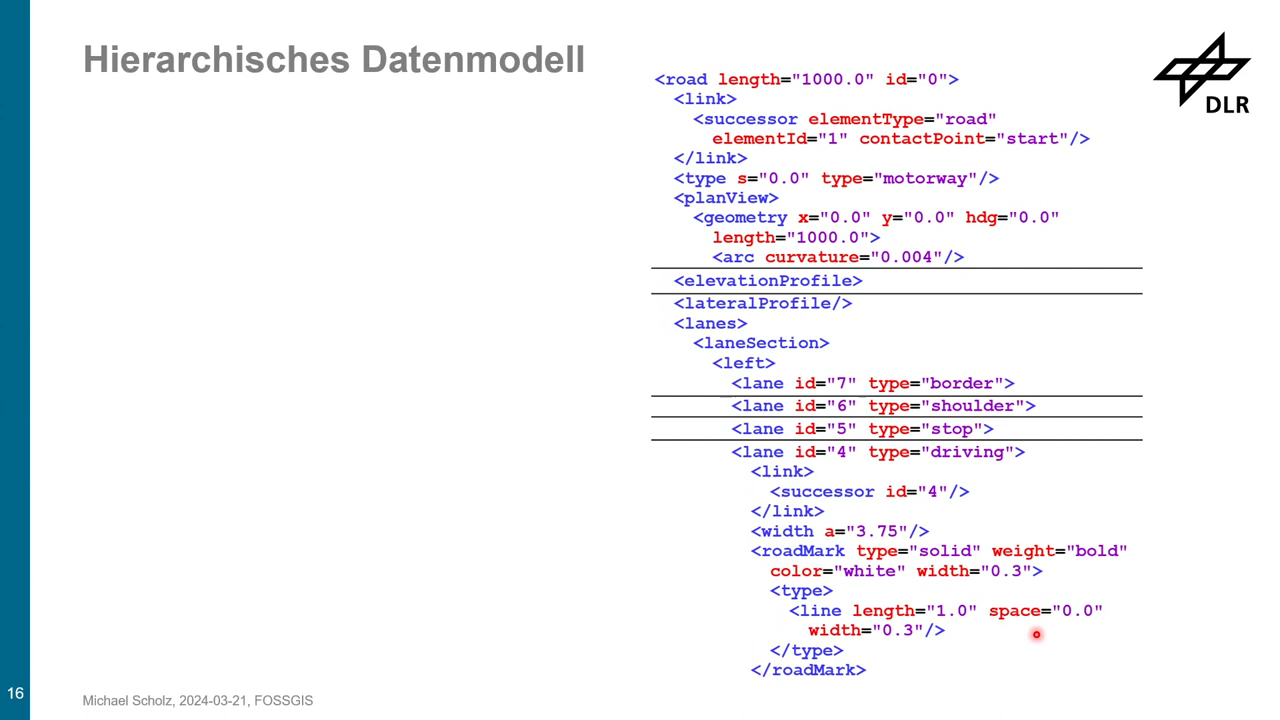 Hierarchisches Datenmodell
<road length="1000.0" id="0">
<link>
<successor elementType="road"
elementId="1" contactPoint="start"/>
</link>
<type s="0.0" type="motorway"/>
<planView>
<geometry x="0.0" y="0.0" hdg="0.0"
length="1000.0">
<arc curvature="0.004"/>
<elevationProfile>
<lateralProfile/>
<lanes>
<laneSection>
<left>
<lane id="7" type="border">
<lane id="6" type="shoulder">
<lane id="5" type="stop">
<lane id="4" type="driving">
<link>
<successor id="4"/>
</link>
<width a="3.75"/>
<roadMark type="solid" weight="bold"
color="white" width="0.3">
<type>
<line length="1.0" space="0.0"
width="0.3"/>
</type>
</roadMark>
DLR
16
Michael Scholz, 2024-03-21, FOSSGIS